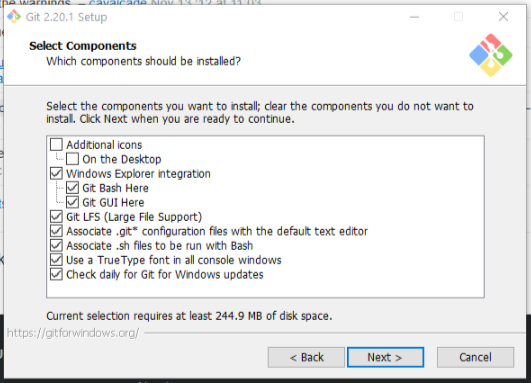 the warnings. – cavalcade Nov 13 '12 at 11:03
Git 2.20.1 Setup
Select Components
Which components should be installed?
Select the components you want to install; clear the components you do not want to
install. Click Next when you are ready to continue.
Additional icons
On the Desktop
Windows Explorer integration
Git Bash Here
Git GUI Here
Git LFS (Large File Support)
Associate .git* configuration files with the default text editor
Associate .sh files to be run with Bash
Use a TrueType font in all console windows
Check daily for Git for Windows updates
Current selection requires at least 244.9 MB of disk space.
https://gitforwindows.org/
< Back
Next >
Cancel